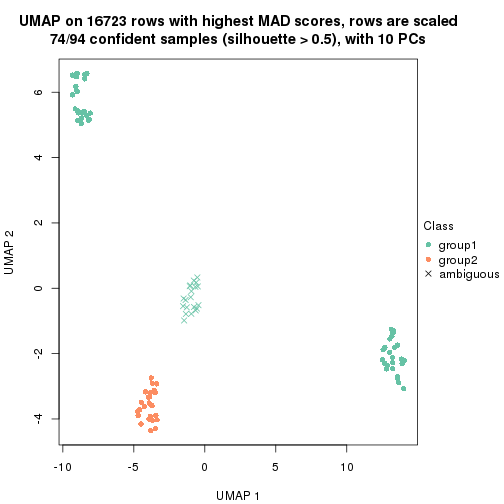 UMAP on 16723 rows with highest MAD scores, rows are scaled
74/94 confident samples (silhouette > 0.5), with 10 PCs
6
4
2
0
-2
-4
UMAP 2
-10
-5
0
5
10
UMAP 1
Class
group1
group2
ambiguous